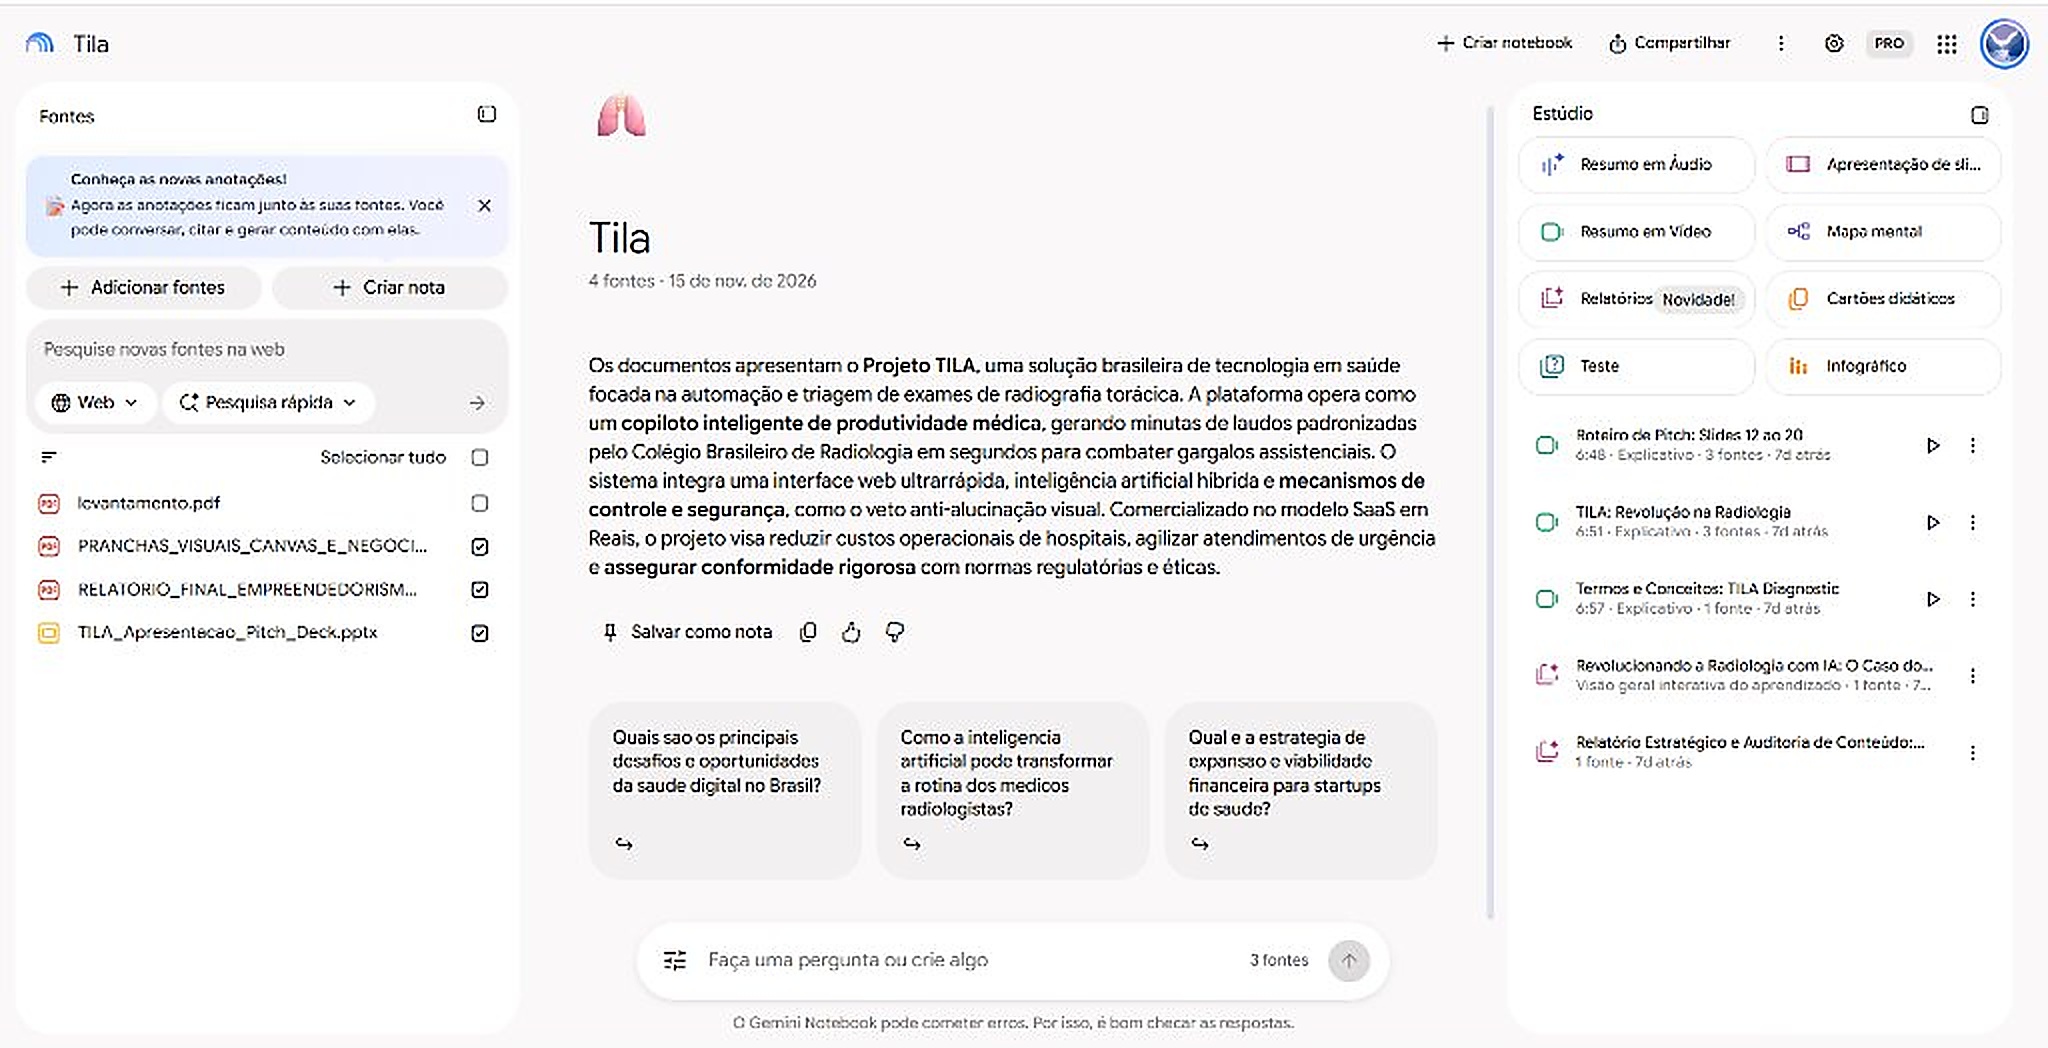 Tila
Criar notebook
Compartilhar
PRO
Fontes
Conheça as novas anotações!
Agora as anotações ficam junto às suas fontes. Você
pode conversar, citar e gerar conteúdo com elas.
Adicionar fontes
Criar nota
Pesquise novas fontes na web
Web
Pesquisa rápida
Selecionar tudo
levantamento.pdf
PRANCHAS_VISUAIS_CANVAS_E_NEGOCI...
RELATORIO_FINAL_EMPREENDEDORISM...
TILA_Apresentacao_Pitch_Deck.pptx
Tila
4 fontes · 15 de nov. de 2026
Os documentos apresentam o Projeto TILA, uma solução brasileira de tecnologia em saúde
focada na automação e triagem de exames de radiografia torácica. A plataforma opera como
um copiloto inteligente de produtividade médica, gerando minutas de laudos padronizadas
pelo Colégio Brasileiro de Radiologia em segundos para combater gargalos assistenciais. O
sistema integra uma interface web ultrarrápida, inteligência artificial híbrida e mecanismos de
controle e segurança, como o veto anti-alucinação visual. Comercializado no modelo SaaS em
Reais, o projeto visa reduzir custos operacionais de hospitais, agilizar atendimentos de urgência
e assegurar conformidade rigorosa com normas regulatórias e éticas.
Salvar como nota
Quais sao os principais
desafios e oportunidades
da saude digital no Brasil?
Como a inteligencia
artificial pode transformar
a rotina dos medicos
radiologistas?
Qual e a estrategia de
expansao e viabilidade
financeira para startups
de saude?
Faça uma pergunta ou crie algo
3 fontes
O Gemini Notebook pode cometer erros. Por isso, é bom checar as respostas.
Estúdio
Resumo em Áudio
Apresentação de sli...
Resumo em Vídeo
Mapa mental
Relatórios
Novidade!
Cartões didáticos
Teste
Infográfico
Roteiro de Pitch: Slides 12 ao 20
6:48 · Explicativo · 3 fontes · 7d atrás
TILA: Revolução na Radiologia
6:51 · Explicativo · 3 fontes · 7d atrás
Termos e Conceitos: TILA Diagnostic
6:57 · Explicativo · 1 fonte · 7d atrás
Revolucionando a Radiologia com IA: O Caso do...
Visão geral interativa do aprendizado · 1 fonte · 7...
Relatório Estratégico e Auditoria de Conteúdo:...
1 fonte · 7d atrás